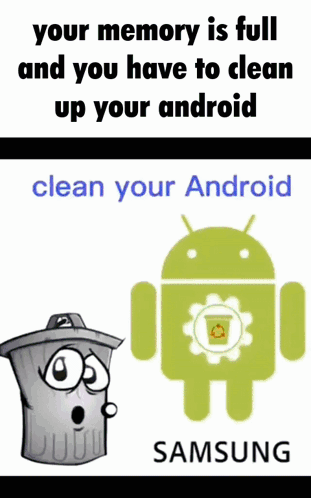 your memory is full
and you have to clean
up your android
clean your Android
SAMSUNG